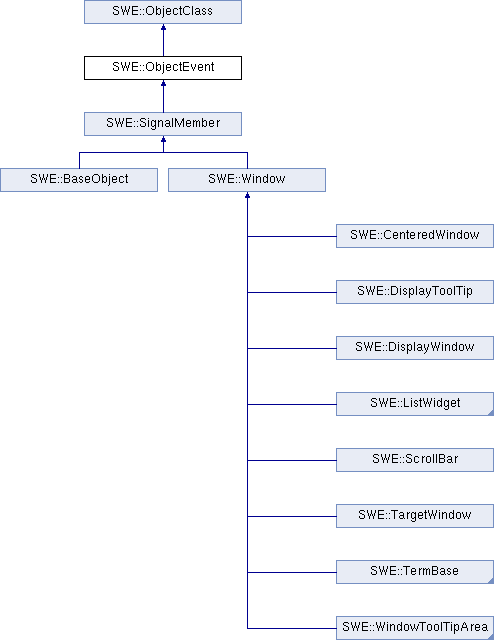 SWE::ObjectClass
SWE::ObjectEvent
SWE::SignalMember
SWE::BaseObject
SWE::Window
SWE::CenteredWindow
SWE::DisplayToolTip
SWE::DisplayWindow
SWE::ListWidget
SWE::ScrollBar
SWE::TargetWindow
SWE::TermBase
SWE::WindowToolTipArea